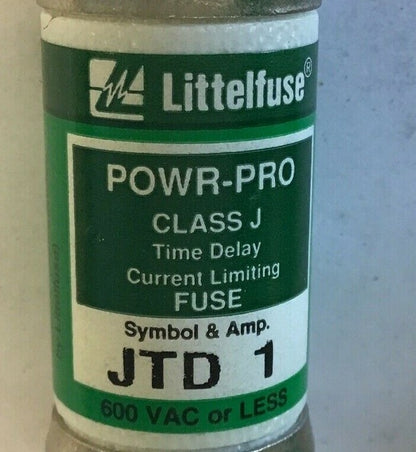 Littelfuse®
POWR-PRO
CLASS J
Time Delay
Current Limiting
FUSE
Symbol & Amp.
JTD 1
600 VAC or LESS